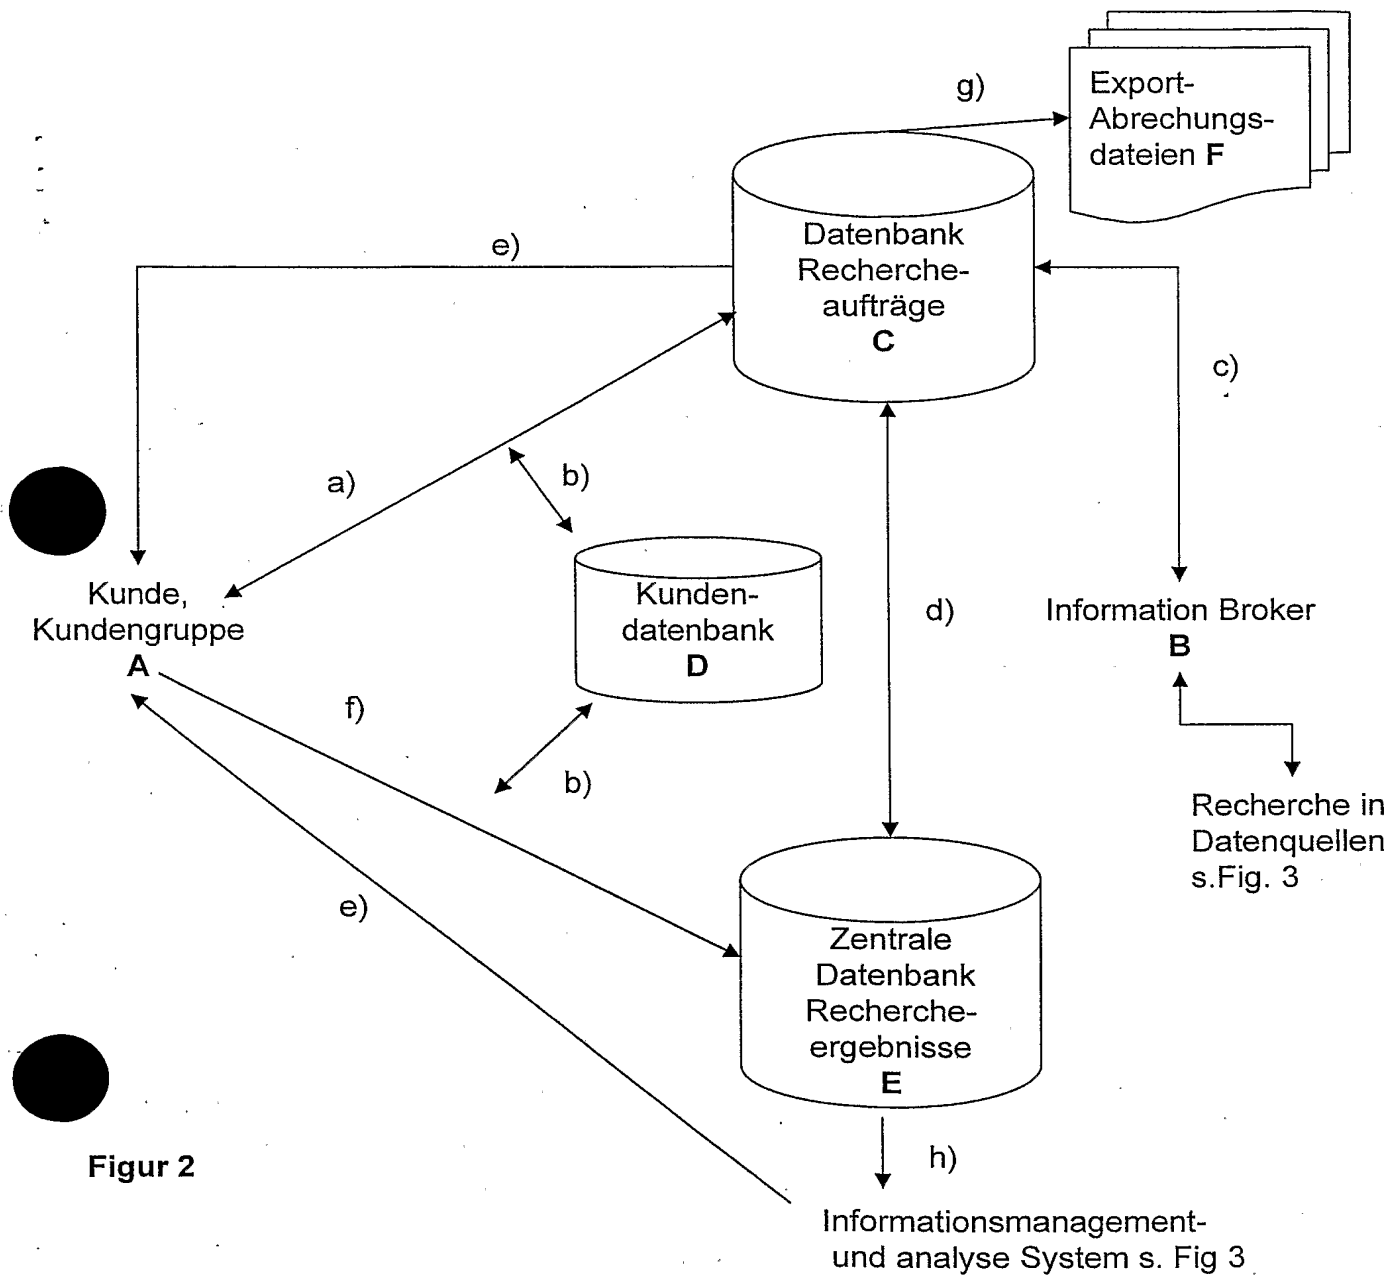 g)
Export-
Abrechungs-
dateien F
e)
Datenbank
Recherche-
aufträge
C
c)
a)
b)
Kunde,
Kundengruppe
A
Kunden-
datenbank
D
d)
Information Broker
B
f)
b)
Recherche in
Datenquellen
s.Fig. 3
e)
Zentrale
Datenbank
Recherche-
ergebnisse
E
Figur 2
h)
Informationsmanagement-
und analyse System s. Fig 3